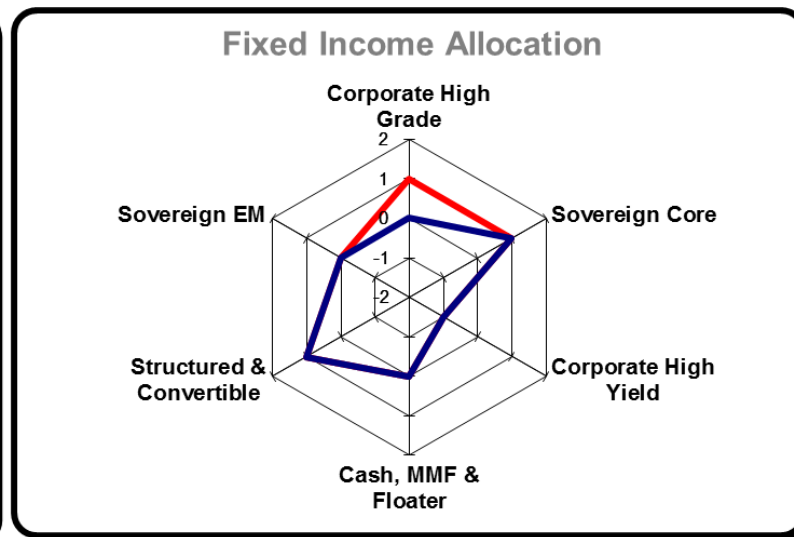 Fixed Income Allocation
Corporate High
Grade
2
1
Sovereign EM
0
Sovereign Core
-1
-2
Structured &
Convertible
Corporate High
Yield
Cash, MMF &
Floater